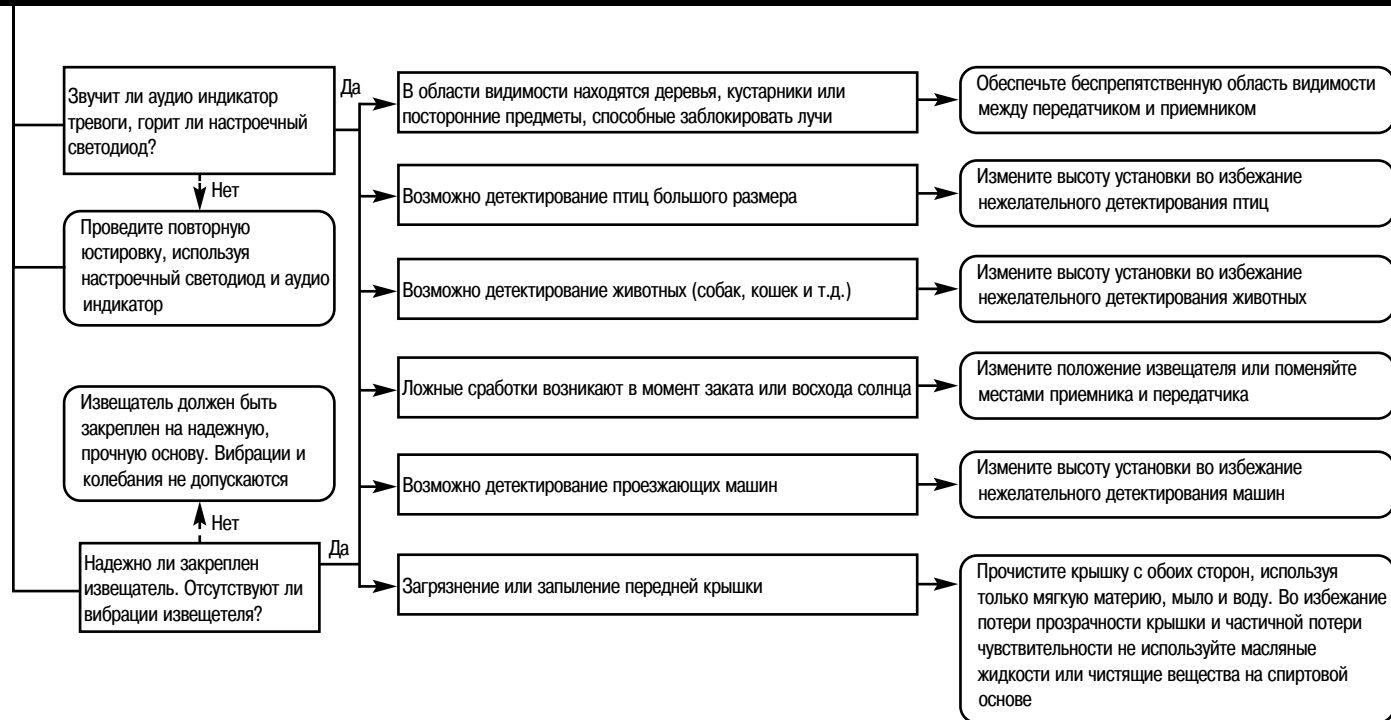 Звучит ли аудио индикатор
тревоги, горит ли настроечный
светодиод?
Да
Нет
Проведите повторную
юстировку, используя
настроечный светодиод и аудио
индикатор
Извещатель должен быть
закреплен на надежную,
прочную основу. Вибрации и
колебания не допускаются
Нет
Надежно ли закреплен
извещатель. Отсутствуют ли
вибрации извещетеля?
Да
В области видимости находятся деревья, кустарники или
посторонние предметы, способные заблокировать лучи
Обеспечьте беспрепятственную область видимости
между передатчиком и приемником
Возможно детектирование птиц большого размера
Измените высоту установки во избежание
нежелательного детектирования птиц
Возможно детектирование животных (собак, кошек и т.д.)
Измените высоту установки во избежание
нежелательного детектирования животных
Ложные сработки возникают в момент заката или восхода солнца
Измените положение извещателя или поменяйте
местами приемника и передатчика
Возможно детектирование проезжающих машин
Измените высоту установки во избежание
нежелательного детектирования машин
Загрязнение или запыление передней крышки
Прочистите крышку с обоих сторон, используя
только мягкую материю, мыло и воду. Во избежание
потери прозрачности крышки и частичной потери
чувствительности не используйте масляные
жидкости или чистящие вещества на спиртовой
основе